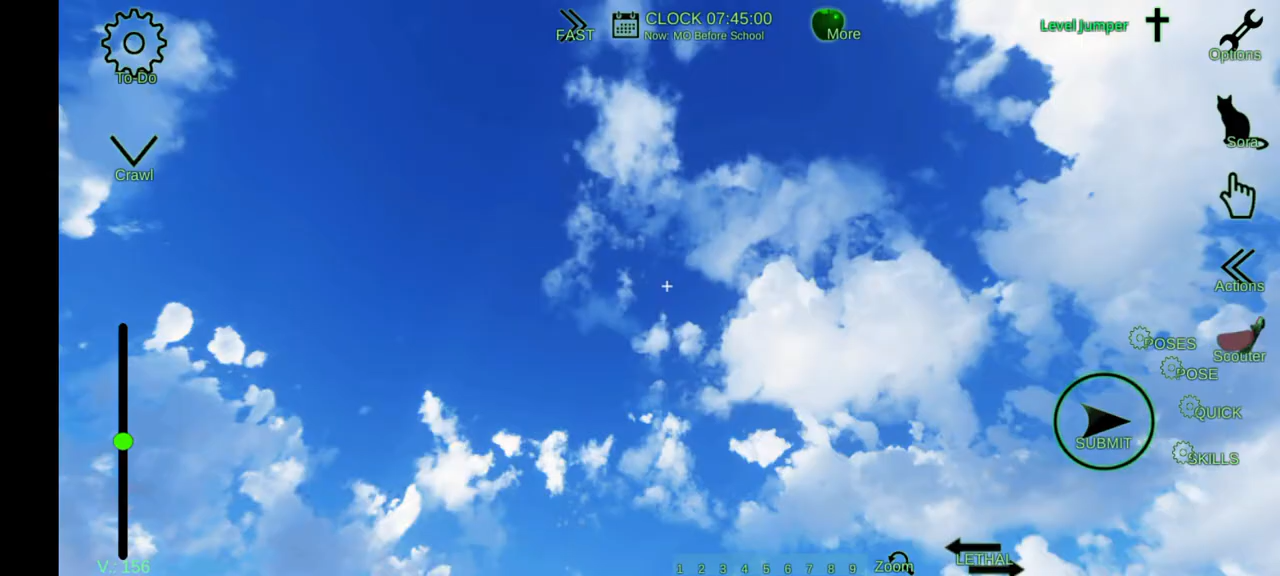 To-Do
FAST
CLOCK 07:45:00
Now: MO Before School
More
Level Jumper
Options
Crawl
Sora
Actions
Scouter
POSES
POSE
QUICK
SUBMIT
SKILLS
V.: 156
1 2 3 4 5 6 7 8 9
Zoom
LETHAL